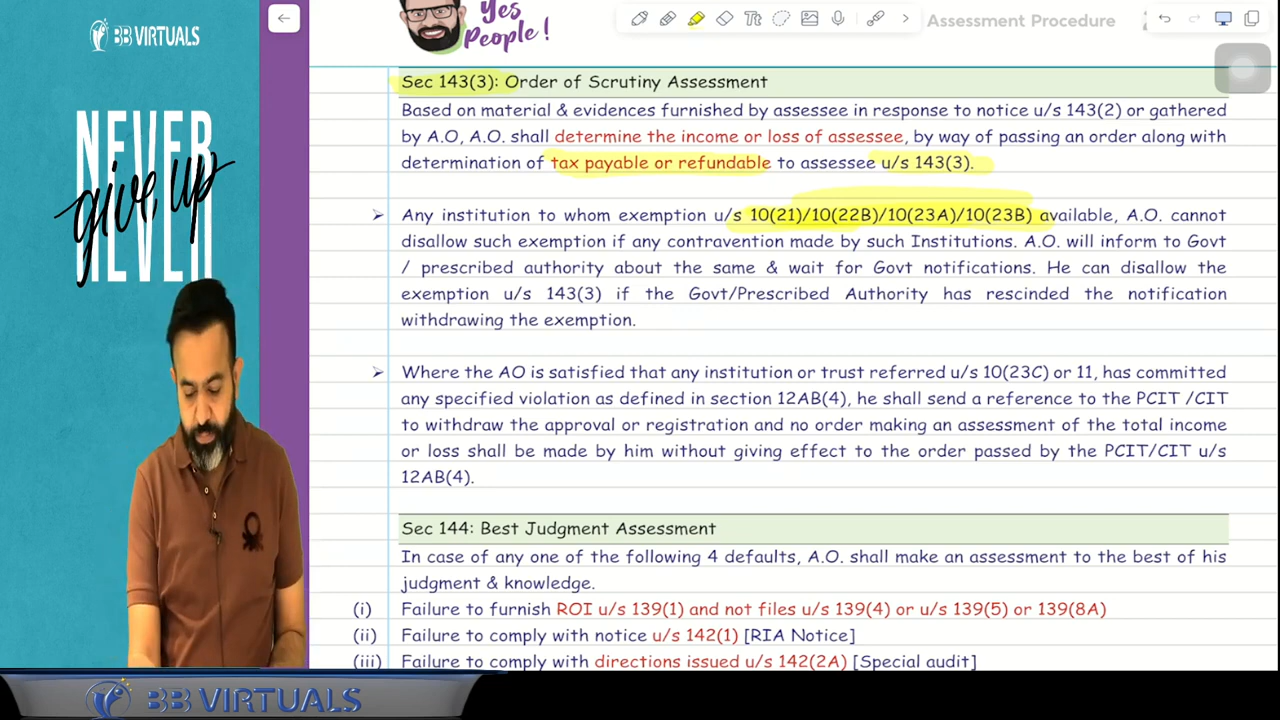 BB VIRTUALS
NEVER
give up
NEVER
Yes
People !
Tt
Assessment Procedure
Sec 143(3): Order of Scrutiny Assessment
Based on material & evidences furnished by assessee in response to notice u/s 143(2) or gathered
by A.O, A.O. shall determine the income or loss of assessee, by way of passing an order along with
determination of tax payable or refundable to assessee u/s 143(3).
➢ Any institution to whom exemption u/s 10(21)/10(22B)/10(23A)/10(23B) available, A.O. cannot
disallow such exemption if any contravention made by such Institutions. A.O. will inform to Govt
/ prescribed authority about the same & wait for Govt notifications. He can disallow the
exemption u/s 143(3) if the Govt/Prescribed Authority has rescinded the notification
withdrawing the exemption.
➢ Where the AO is satisfied that any institution or trust referred u/s 10(23C) or 11, has committed
any specified violation as defined in section 12AB(4), he shall send a reference to the PCIT /CIT
to withdraw the approval or registration and no order making an assessment of the total income
or loss shall be made by him without giving effect to the order passed by the PCIT/CIT u/s
12AB(4).
Sec 144: Best Judgment Assessment
In case of any one of the following 4 defaults, A.O. shall make an assessment to the best of his
judgment & knowledge.
(i) Failure to furnish ROI u/s 139(1) and not files u/s 139(4) or u/s 139(5) or 139(8A)
(ii) Failure to comply with notice u/s 142(1) [RIA Notice]
(iii) Failure to comply with directions issued u/s 142(2A) [Special audit]
BB VIRTUALS